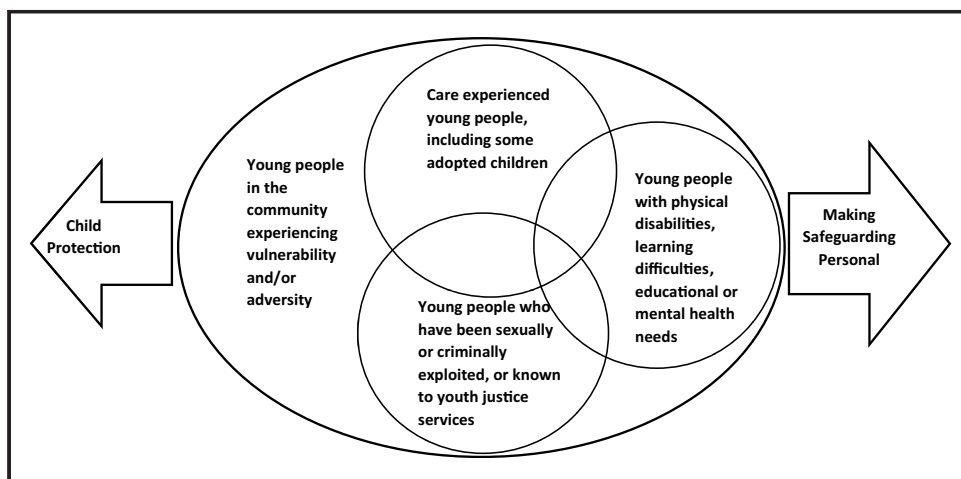 Care experienced
young people,
including some
adopted children
Young people
in the
community
experiencing
vulnerability
and/or
adversity
Young people
with physical
disabilities,
learning
difficulties,
educational or
mental health
needs
Child
Protection
Making
Safeguarding
Personal
Young people who
have been sexually
or criminally
exploited, or known
to youth justice
services